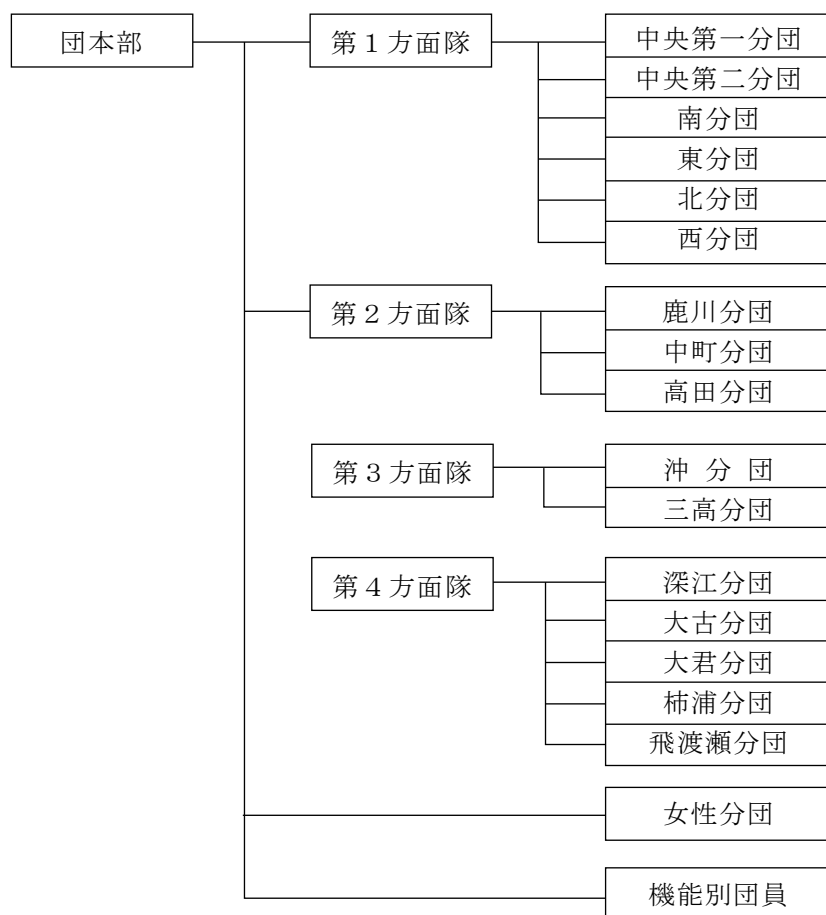 団本部
第１方面隊
中央第一分団
中央第二分団
南分団
東分団
北分団
西分団
第２方面隊
鹿川分団
中町分団
高田分団
第３方面隊
沖 分 団
三高分団
第４方面隊
深江分団
大古分団
大君分団
柿浦分団
飛渡瀬分団
女性分団
機能別団員